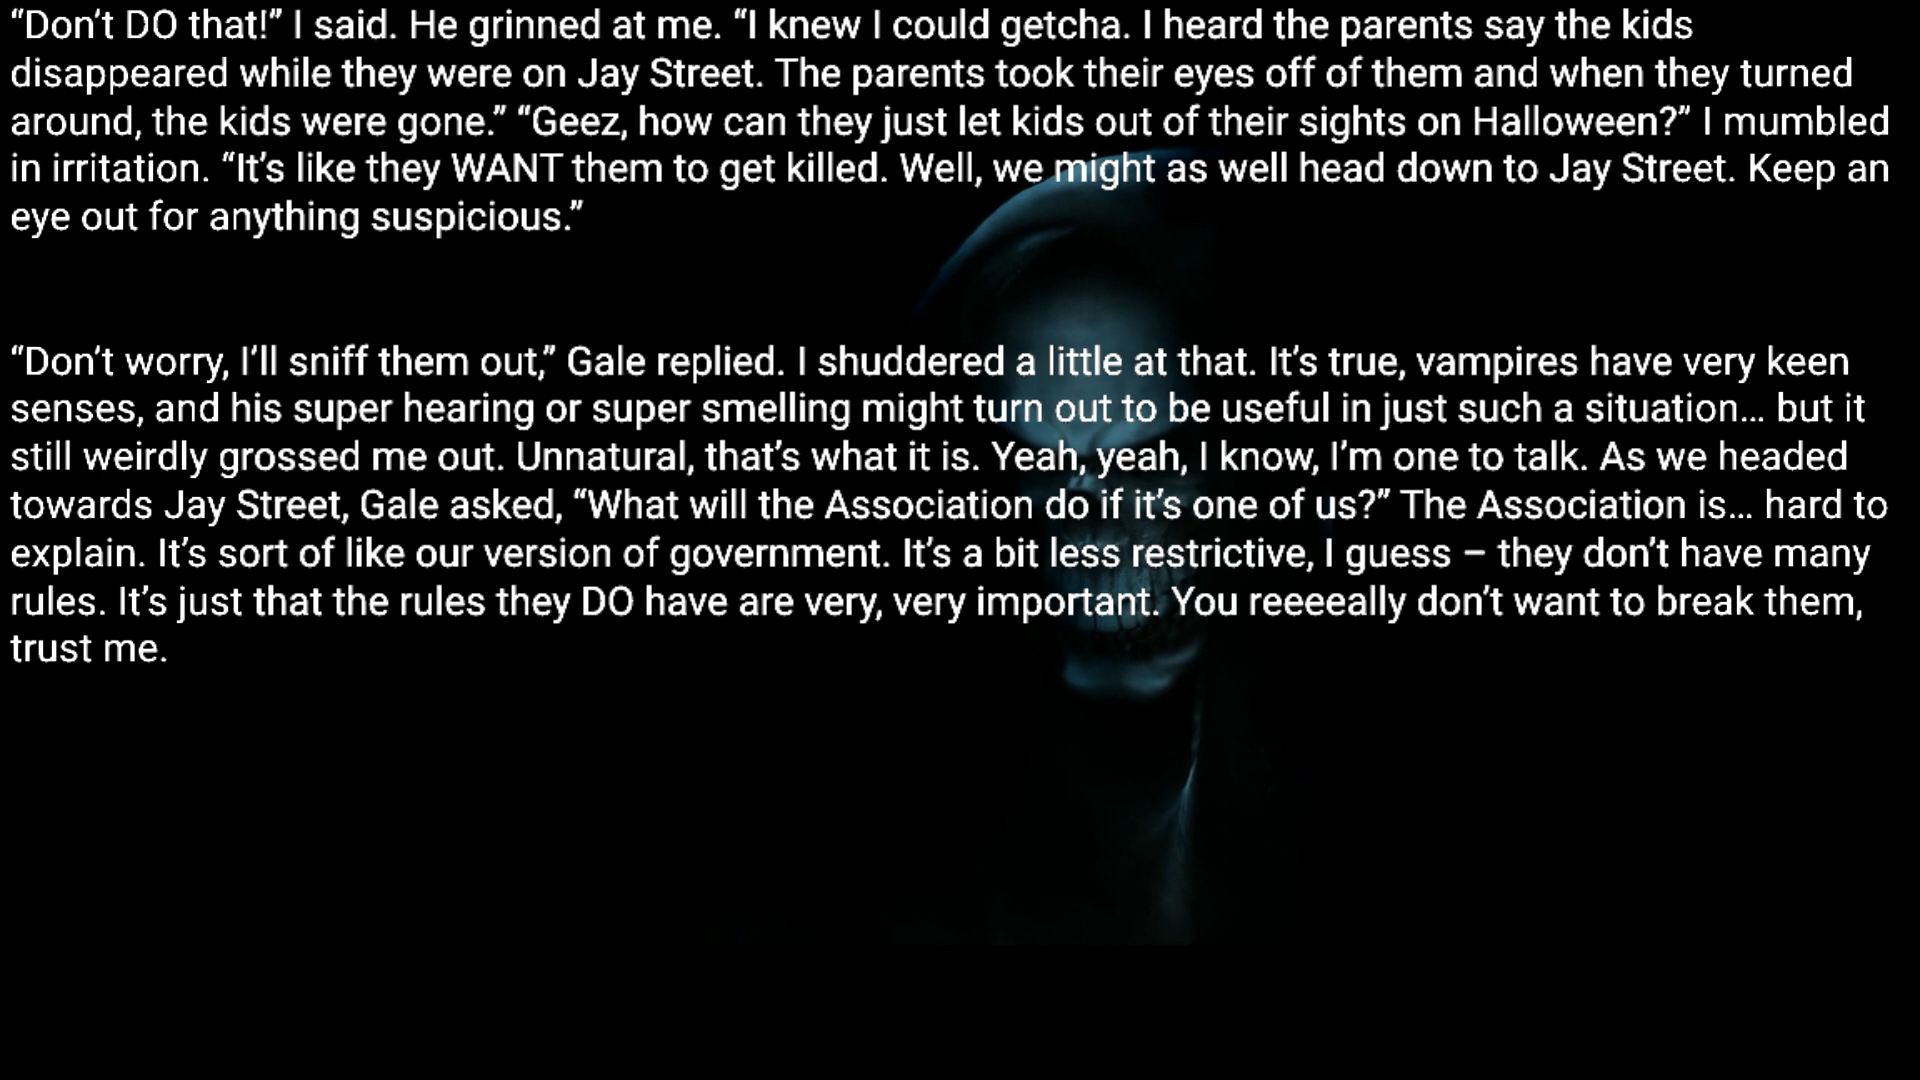 “Don’t DO that!” I said. He grinned at me. “I knew I could getcha. I heard the parents say the kids
disappeared while they were on Jay Street. The parents took their eyes off of them and when they turned
around, the kids were gone.” “Geez, how can they just let kids out of their sights on Halloween?” I mumbled
in irritation. “It’s like they WANT them to get killed. Well, we might as well head down to Jay Street. Keep an
eye out for anything suspicious.”
“Don’t worry, I’ll sniff them out,” Gale replied. I shuddered a little at that. It’s true, vampires have very keen
senses, and his super hearing or super smelling might turn out to be useful in just such a situation… but it
still weirdly grossed me out. Unnatural, that’s what it is. Yeah, yeah, I know, I’m one to talk. As we headed
towards Jay Street, Gale asked, “What will the Association do if it’s one of us?” The Association is… hard to
explain. It’s sort of like our version of government. It’s a bit less restrictive, I guess – they don’t have many
rules. It’s just that the rules they DO have are very, very important. You reeeeally don’t want to break them,
trust me.